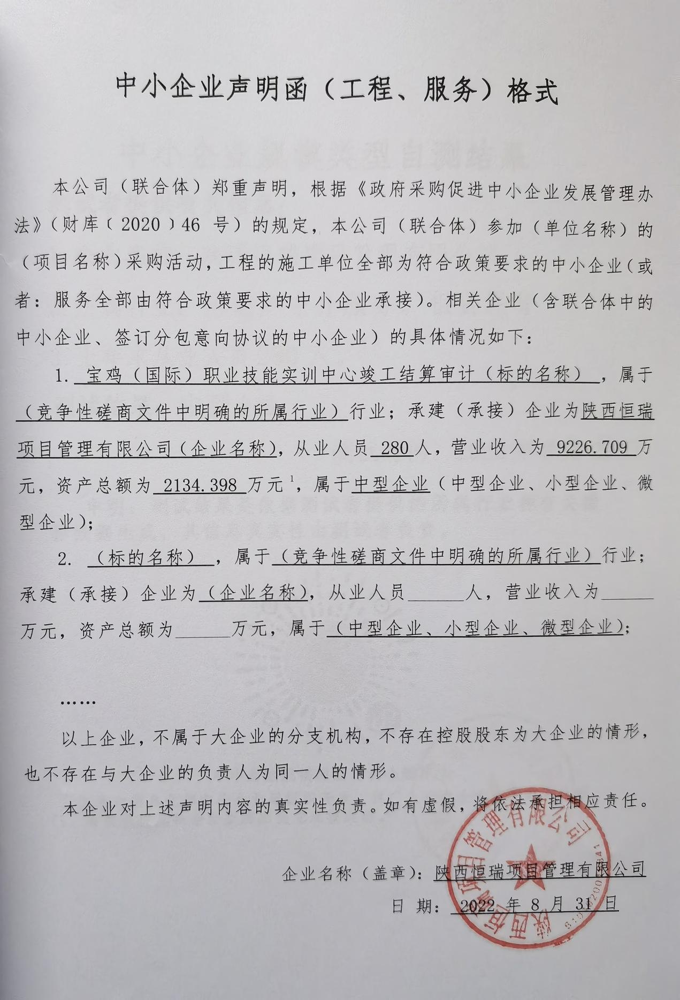 中小企业声明函（工程、服务）格式
本公司（联合体）郑重声明，根据《政府采购促进中小企业发展管理办
法》（财库﹝2020﹞46 号）的规定，本公司（联合体）参加（单位名称）的
（项目名称）采购活动，工程的施工单位全部为符合政策要求的中小企业（或
者：服务全部由符合政策要求的中小企业承接）。相关企业（含联合体中的
中小企业、签订分包意向协议的中小企业）的具体情况如下：
1. 宝鸡（国际）职业技能实训中心竣工结算审计（标的名称） ，属于
（竞争性磋商文件中明确的所属行业）行业；承建（承接）企业为陕西恒瑞
项目管理有限公司（企业名称），从业人员 280 人，营业收入为 9226.709 万
元，资产总额为 2134.398 万元1，属于中型企业（中型企业、小型企业、微
型企业）；
2. （标的名称） ，属于（竞争性磋商文件中明确的所属行业）行业；
承建（承接）企业为（企业名称），从业人员______人，营业收入为______
万元，资产总额为______万元，属于（中型企业、小型企业、微型企业）；
……
以上企业，不属于大企业的分支机构，不存在控股股东为大企业的情形，
也不存在与大企业的负责人为同一人的情形。
本企业对上述声明内容的真实性负责。如有虚假，将依法承担相应责任。
企业名称（盖章）：陕西恒瑞项目管理有限公司
日 期： 2022 年 8 月 31 日
陕西恒瑞项目管理有限公司